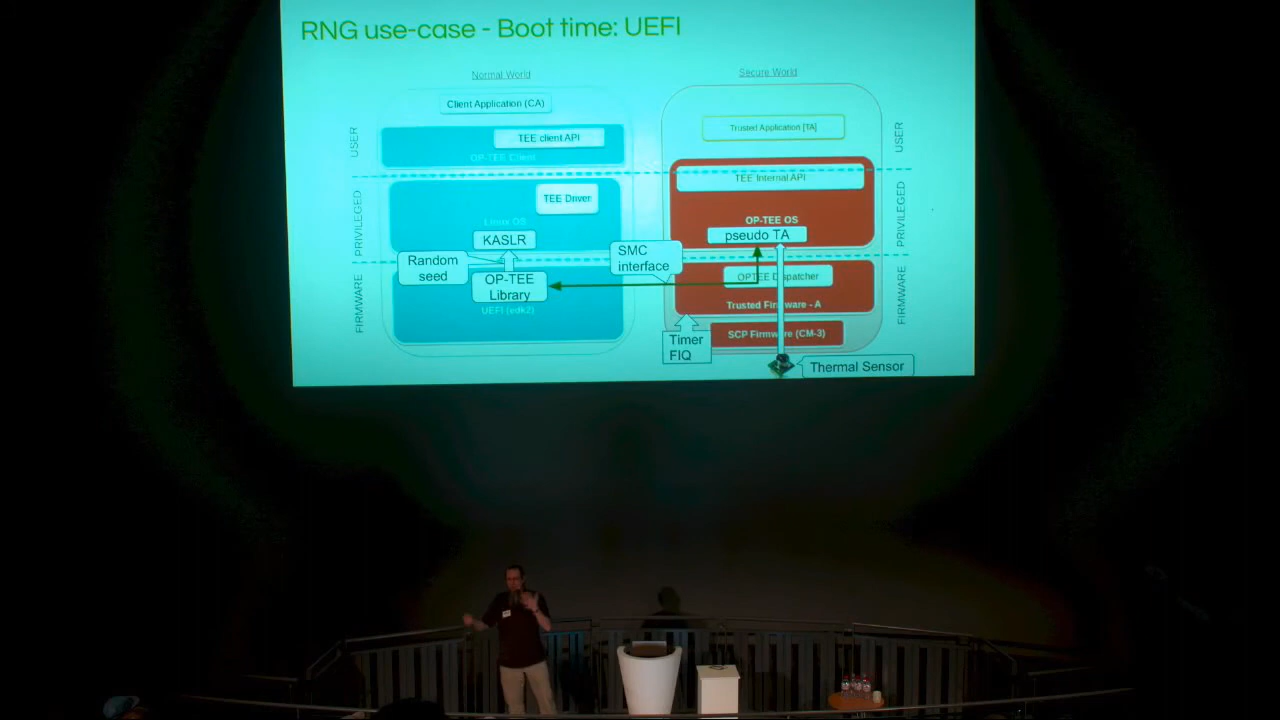 RNG use-case - Boot time: UEFI
Normal World
Secure World
Client Application (CA)
TEE client API
OP-TEE Client
USER
Trusted Application [TA]
USER
TEE Driver
Linux OS
KASLR
PRIVILEGED
TEE Internal API
OP-TEE OS
pseudo TA
PRIVILEGED
Random
seed
OP-TEE
Library
UEFI (edk2)
FIRMWARE
SMC
interface
OPTEE Dispatcher
Trusted Firmware - A
SCP Firmware (CM-3)
FIRMWARE
Timer
FIQ
Thermal Sensor